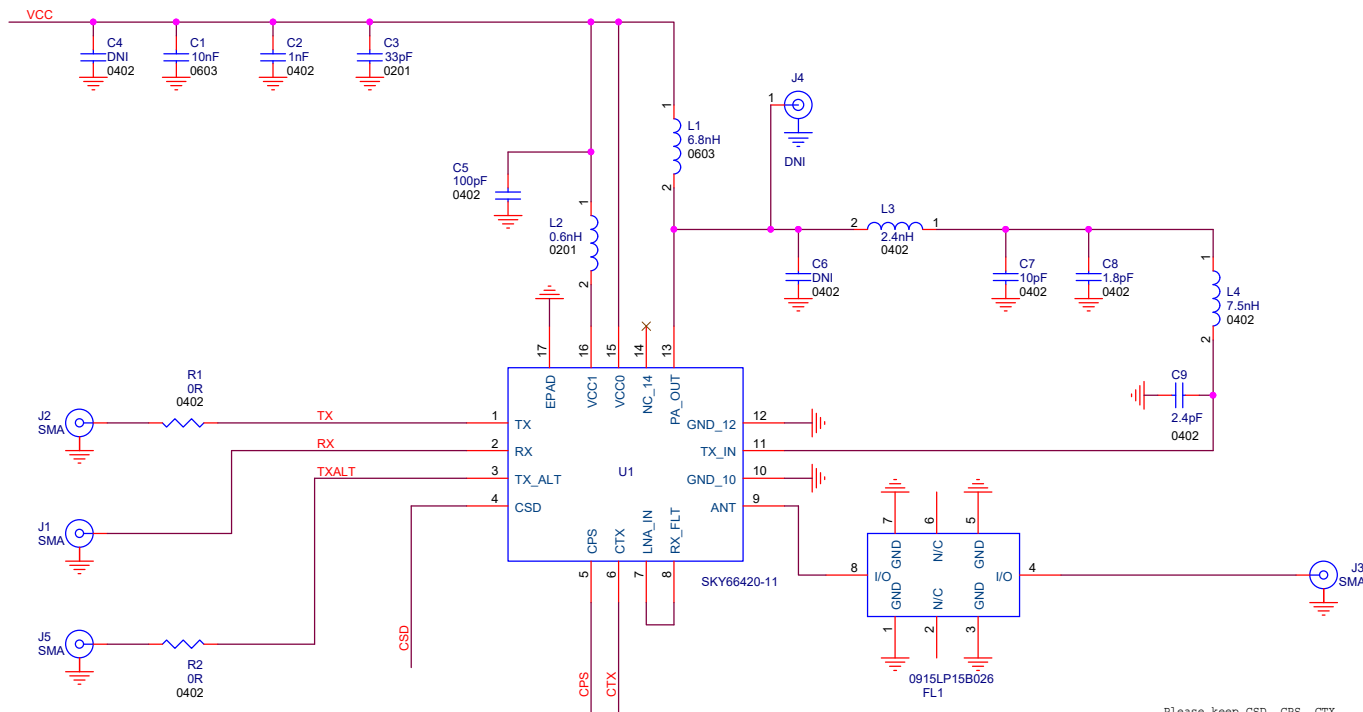 VCC
C4
DNI
0402
C1
10nF
0603
C2
1nF
0402
C3
33pF
0201
J4
1
DNI
1
L1
6.8nH
0603
2
C5
100pF
0402
1
L2
0.6nH
0201
2
2
L3
1
2.4nH
0402
C6
DNI
0402
C7
10pF
0402
C8
1.8pF
0402
1
L4
7.5nH
0402
2
C9
2.4pF
0402
17
16
15
14
13
EPAD
VCC1
VCC0
NC_14
PA_OUT
R1
0R
0402
J2
SMA
TX
1
TX
RX
2
RX
TXALT
3
TX_ALT
4
CSD
U1
GND_12
12
TX_IN
11
GND_10
10
ANT
9
CPS
CTX
LNA_IN
RX_FLT
5
6
7
8
SKY66420-11
J1
SMA
J5
SMA
R2
0R
0402
CSD
CPS
CTX
7
6
5
GND
N/C
GND
8
I/O
I/O
4
GND
N/C
GND
1
2
3
0915LP15B026
FL1
J3
SMA